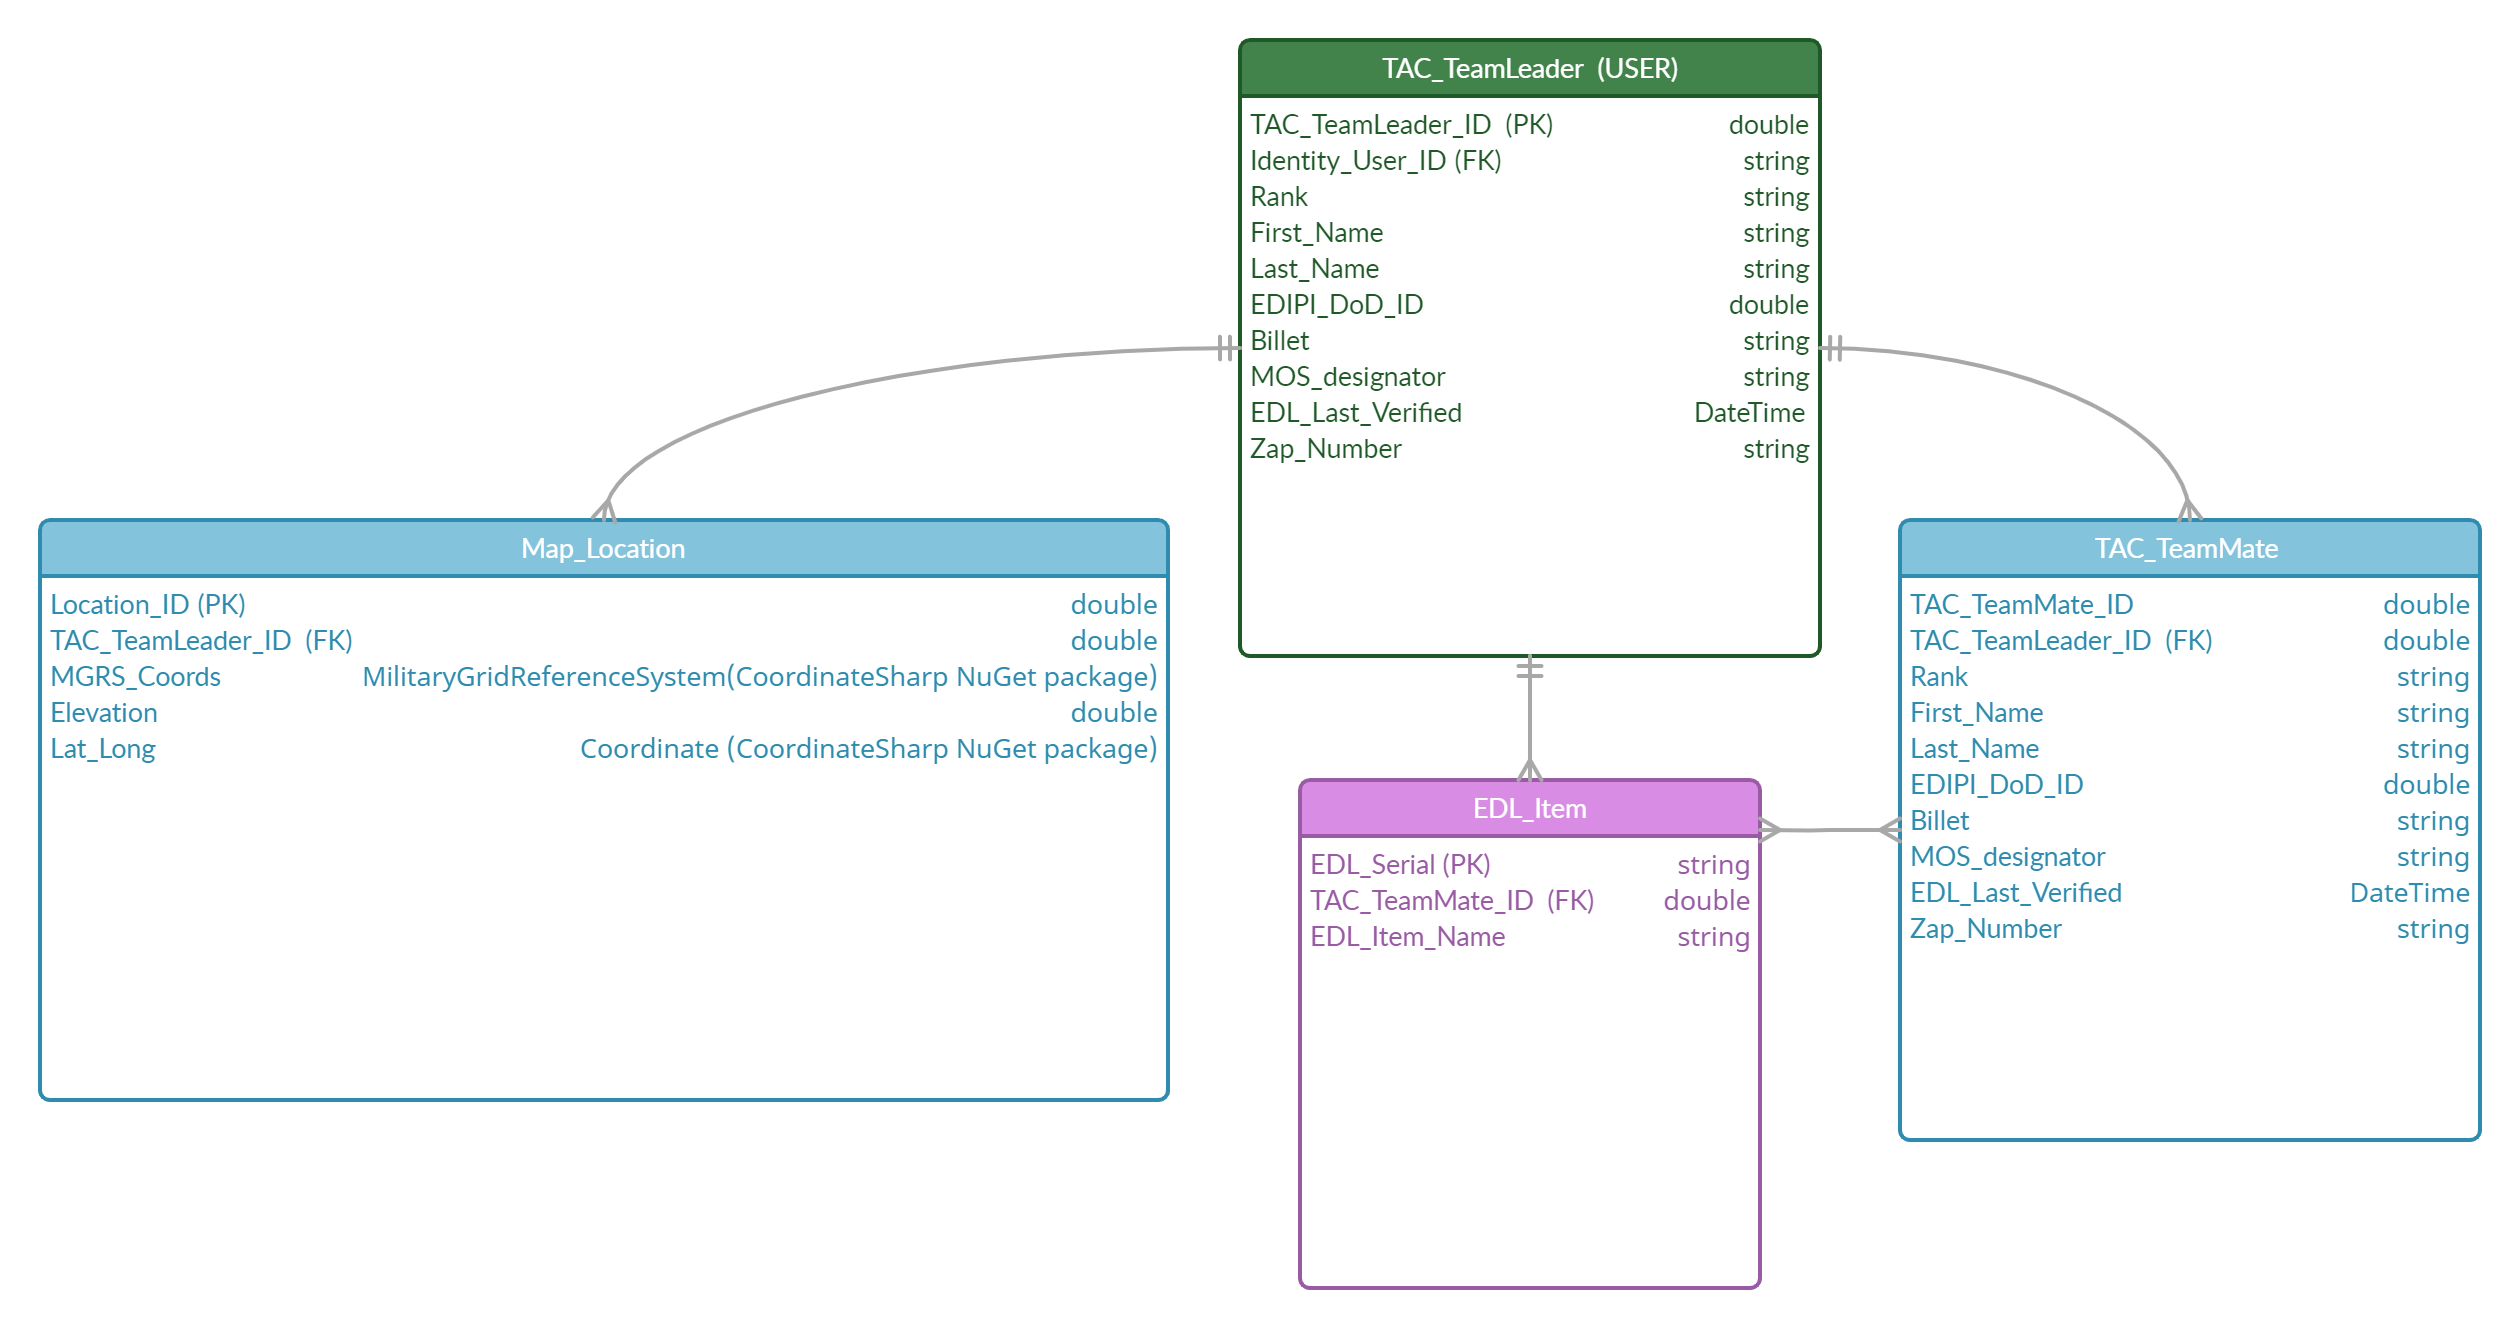 TAC_TeamLeader (USER)
TAC_TeamLeader_ID (PK) double
Identity_User_ID (FK) string
Rank string
First_Name string
Last_Name string
EDIPI_DoD_ID double
Billet string
MOS_designator string
EDL_Last_Verified DateTime
Zap_Number string
Map_Location
Location_ID (PK) double
TAC_TeamLeader_ID (FK) double
MGRS_Coords MilitaryGridReferenceSystem(CoordinateSharp NuGet package)
Elevation double
Lat_Long Coordinate (CoordinateSharp NuGet package)
EDL_Item
EDL_Serial (PK) string
TAC_TeamMate_ID (FK) double
EDL_Item_Name string
TAC_TeamMate
TAC_TeamMate_ID double
TAC_TeamLeader_ID (FK) double
Rank string
First_Name string
Last_Name string
EDIPI_DoD_ID double
Billet string
MOS_designator string
EDL_Last_Verified DateTime
Zap_Number string